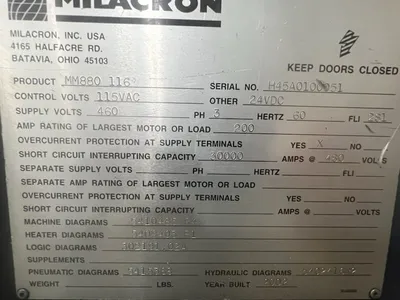 MILACRON
MILACRON, INC. USA
4165 HALFACRE RD.
BATAVIA, OHIO 45103
KEEP DOORS CLOSED
PRODUCT MM880 116
SERIAL NO. H45A0100051
CONTROL VOLTS 115VAC OTHER 24VDC
SUPPLY VOLTS 460 PH 3 HERTZ 60 FLI
AMP RATING OF LARGEST MOTOR OR LOAD 200
OVERCURRENT PROTECTION AT SUPPLY TERMINALS YES X NO
SHORT CIRCUIT INTERRUPTING CAPACITY 30000 AMPS @ 480 VOLTS
SEPARATE SUPPLY VOLTS PH HERTZ FLI
SEPARATE AMP RATING OF LARGEST MOTOR OR LOAD
OVERCURRENT PROTECTION AT SUPPLY TERMINALS YES NO
SHORT CIRCUIT INTERRUPTING CAPACITY AMPS @ VOLTS
MACHINE DIAGRAMS
HEATER DIAGRAMS
LOGIC DIAGRAMS
SUPPLEMENTS
PNEUMATIC DIAGRAMS HYDRAULIC DIAGRAMS
WEIGHT LBS. YEAR BUILT